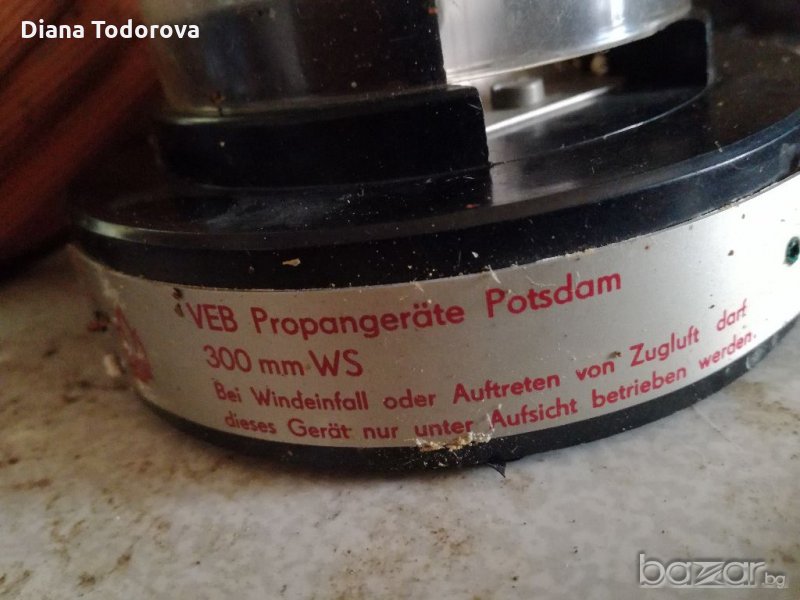 Diana Todorova
VEB Propangeräte Potsdam
300 mm WS
Bei Windeinfall oder Auftreten von Zugluft darf
dieses Gerät nur unter Aufsicht betrieben werden.
bazar.bg